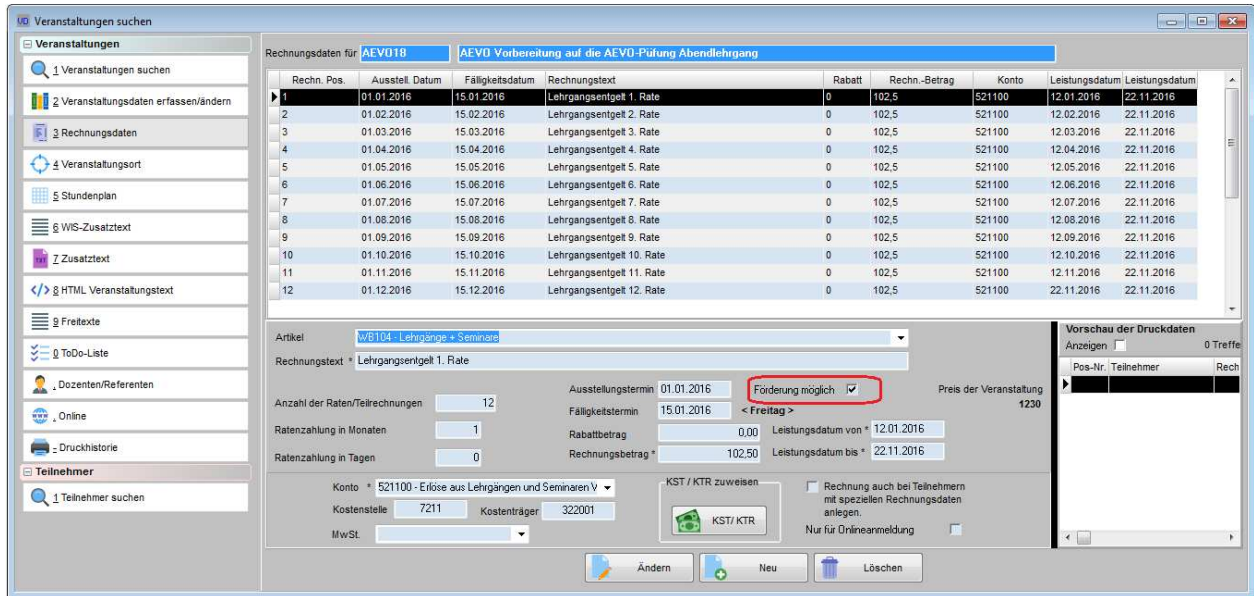 VD Veranstaltungen suchen
Veranstaltungen
1 Veranstaltungen suchen
2 Veranstaltungsdaten erfassen/ändern
3 Rechnungsdaten
4 Veranstaltungsort
5 Stundenplan
6 WIS-Zusatztext
7 Zusatztext
8 HTML Veranstaltungstext
9 Freitexte
0 ToDo-Liste
. Dozenten/Referenten
, Online
- Druckhistorie
Teilnehmer
1 Teilnehmer suchen
Rechnungsdaten für AEVO18 AEVO Vorbereitung auf die AEVO-Püfung Abendlehrgang
Rechn. Pos. Ausstell. Datum Fälligkeitsdatum Rechnungstext Rabatt Rechn.-Betrag Konto Leistungsdatum Leistungsdatum
1 01.01.2016 15.01.2016 Lehrgangsentgelt 1. Rate 0 102,5 521100 12.01.2016 22.11.2016
2 01.02.2016 15.02.2016 Lehrgangsentgelt 2. Rate 0 102,5 521100 12.02.2016 22.11.2016
3 01.03.2016 15.03.2016 Lehrgangsentgelt 3. Rate 0 102,5 521100 12.03.2016 22.11.2016
4 01.04.2016 15.04.2016 Lehrgangsentgelt 4. Rate 0 102,5 521100 12.04.2016 22.11.2016
5 01.05.2016 15.05.2016 Lehrgangsentgelt 5. Rate 0 102,5 521100 12.05.2016 22.11.2016
6 01.06.2016 15.06.2016 Lehrgangsentgelt 6. Rate 0 102,5 521100 12.06.2016 22.11.2016
7 01.07.2016 15.07.2016 Lehrgangsentgelt 7. Rate 0 102,5 521100 12.07.2016 22.11.2016
8 01.08.2016 15.08.2016 Lehrgangsentgelt 8. Rate 0 102,5 521100 12.08.2016 22.11.2016
9 01.09.2016 15.09.2016 Lehrgangsentgelt 9. Rate 0 102,5 521100 12.09.2016 22.11.2016
10 01.10.2016 15.10.2016 Lehrgangsentgelt 10. Rate 0 102,5 521100 12.10.2016 22.11.2016
11 01.11.2016 15.11.2016 Lehrgangsentgelt 11. Rate 0 102,5 521100 12.11.2016 22.11.2016
12 01.12.2016 15.12.2016 Lehrgangsentgelt 12. Rate 0 102,5 521100 22.11.2016 22.11.2016
Artikel WB104 - Lehrgänge + Seminare
Rechnungstext * Lehrgangsentgelt 1. Rate
Anzahl der Raten/Teilrechnungen 12
Ratenzahlung in Monaten 1
Ratenzahlung in Tagen 0
Ausstellungstermin 01.01.2016 Förderung möglich
Fälligkeitstermin 15.01.2016 < Freitag >
Rabattbetrag 0,00 Leistungsdatum von * 12.01.2016
Rechnungsbetrag * 102,50 Leistungsdatum bis * 22.11.2016
Preis der Veranstaltung
1230
Konto * 521100 - Erlöse aus Lehrgängen und Seminaren V
Kostenstelle 7211 Kostenträger 322001
MwSt.
KST / KTR zuweisen
KST/ KTR
Rechnung auch bei Teilnehmern
mit speziellen Rechnungsdaten
anlegen.
Nur für Onlineanmeldung
Vorschau der Druckdaten
Anzeigen 0 Treffe
Pos-Nr. Teilnehmer Rech
Ändern Neu Löschen